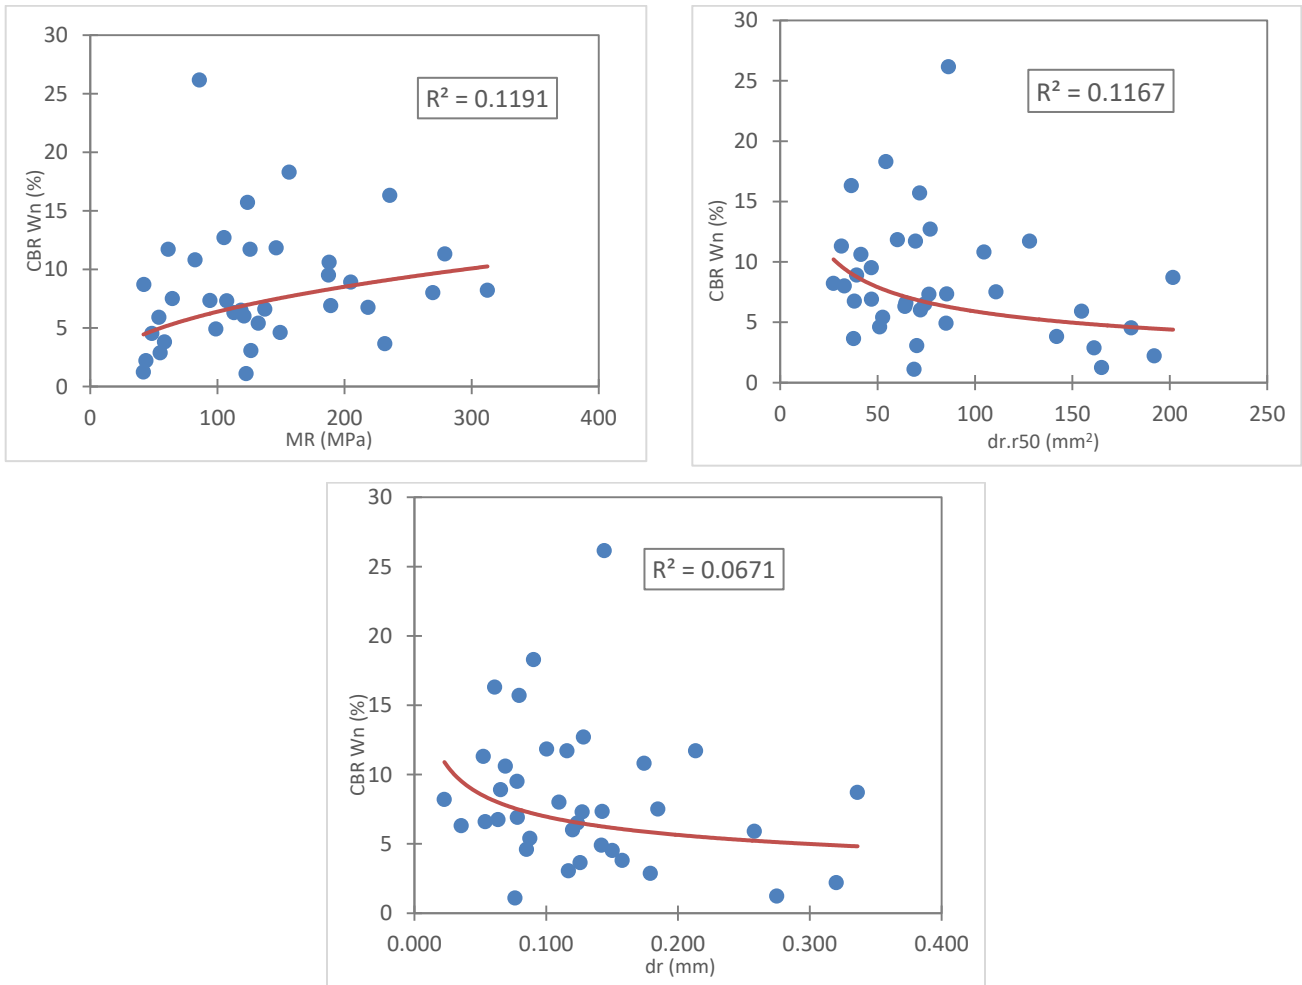 30
25
20
15
10
5
0
CBR Wn (%)
R² = 0.1191
0 100 200 300 400
MR (MPa)
30
25
20
15
10
5
0
CBR Wn (%)
R² = 0.1167
0 50 100 150 200 250
dr.r50 (mm²)
30
25
20
15
10
5
0
CBR Wn (%)
R² = 0.0671
0.000 0.100 0.200 0.300 0.400
dr (mm)